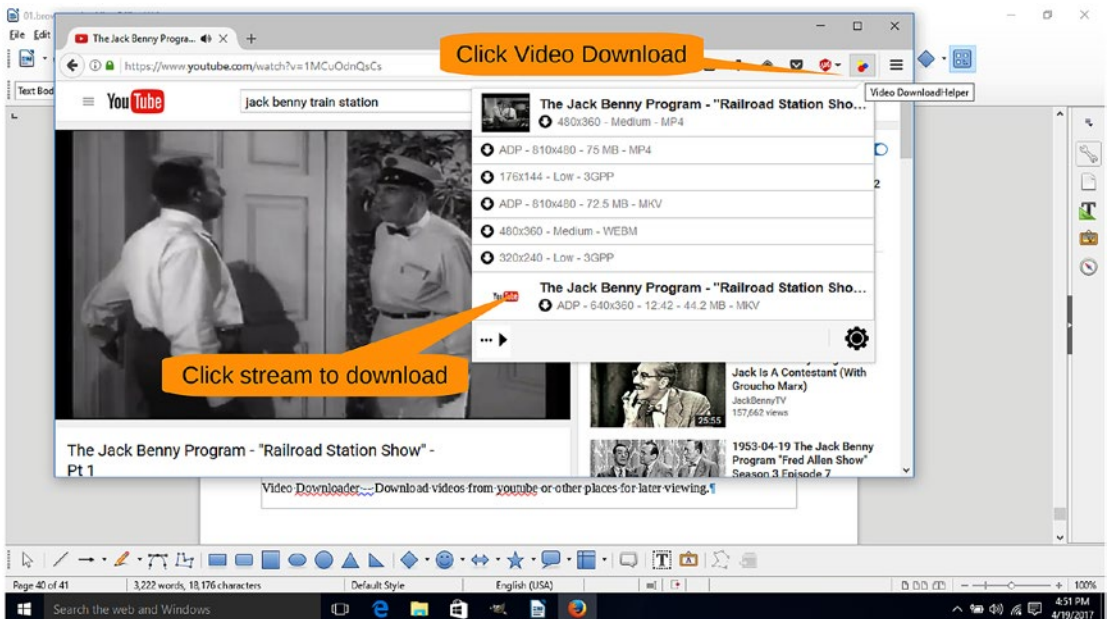 01.brow
File Edit
The Jack Benny Progra...
Click Video Download
https://www.youtube.com/watch?v=1MCuOdnQsCs
Text Bod
Video DownloadHelper
YouTube
jack benny train station
The Jack Benny Program - "Railroad Station Sho...
480x360 - Medium - MP4
ADP - 810x480 - 75 MB - MP4
176x144 - Low - 3GPP
2
ADP - 810x480 - 72.5 MB - MKV
480x360 - Medium - WEBM
320x240 - Low - 3GPP
The Jack Benny Program - "Railroad Station Sho...
YouTube
ADP - 640x360 - 12:42 - 44.2 MB - MKV
Click stream to download
Jack Is A Contestant (With
Groucho Marx)
JackBennyTV
157,662 views
25:55
The Jack Benny Program - "Railroad Station Show" -
Pt 1
1953-04-19 The Jack Benny
Program "Fred Allen Show"
Season 3 Episode 7
Video Downloader -- Download videos from youtube or other places for later viewing.¶
Page 40 of 41
3,222 words, 18,176 characters
Default Style
English (USA)
100%
Search the web and Windows
4:51 PM
4/19/2017